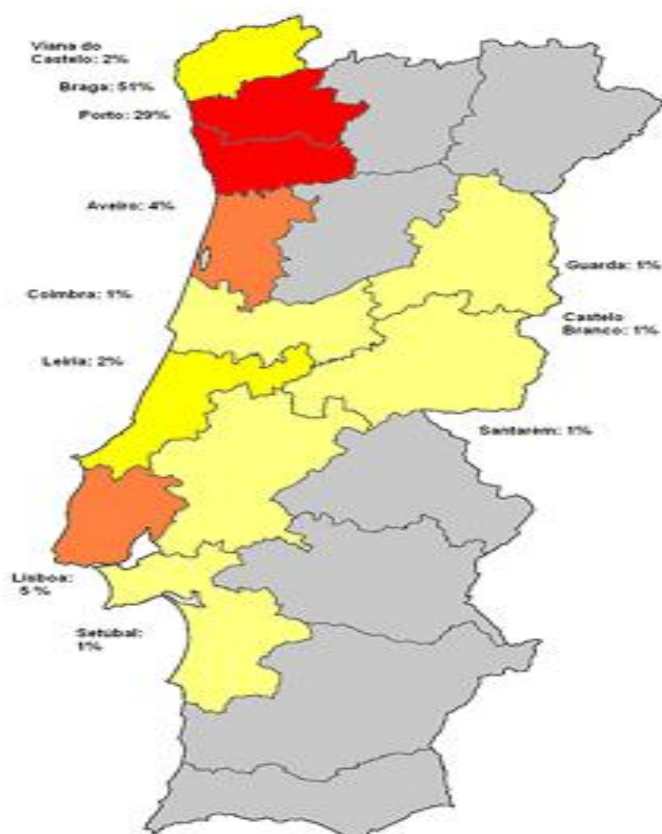 Viana do
Castelo: 2%
Braga: 51%
Porto: 29%
Aveiro: 4%
Guarda: 1%
Coimbra: 1%
Castelo
Branco: 1%
Leiria: 2%
Santarém: 1%
Lisboa:
5 %
Setúbal:
1%